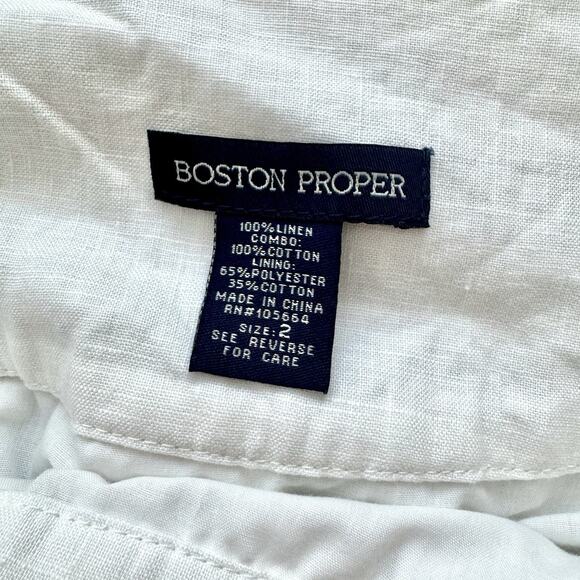 BOSTON PROPER
100%LINEN
COMBO:
100%COTTON
LINING:
65%POLYESTER
35%COTTON
MADE IN CHINA
RN#105664
SIZE: 2
SEE REVERSE
FOR CARE